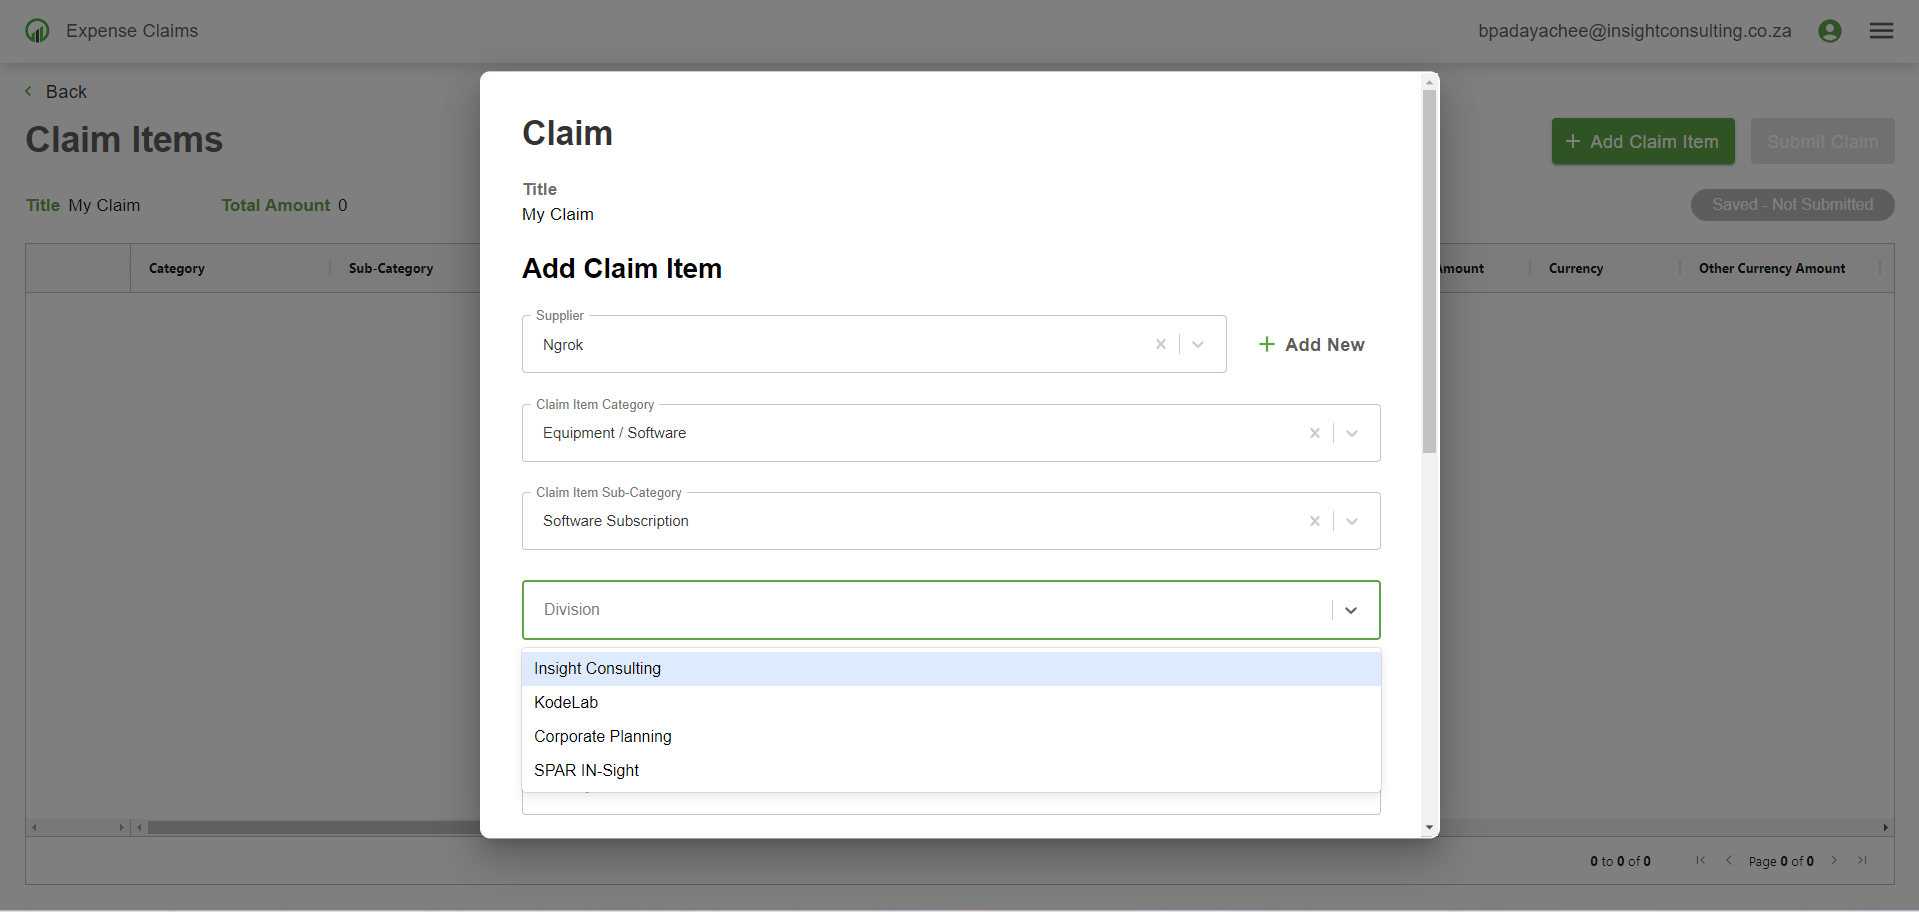 Expense Claims
bpadayachee@insightconsulting.co.za
Back
Claim Items
+ Add Claim Item
Submit Claim
Title My Claim
Total Amount 0
Saved - Not Submitted
Category
Sub-Category
Amount
Currency
Other Currency Amount
Claim
Title
My Claim
Add Claim Item
Supplier
Ngrok
+ Add New
Claim Item Category
Equipment / Software
Claim Item Sub-Category
Software Subscription
Division
Insight Consulting
KodeLab
Corporate Planning
SPAR IN-Sight
0 to 0 of 0
Page 0 of 0